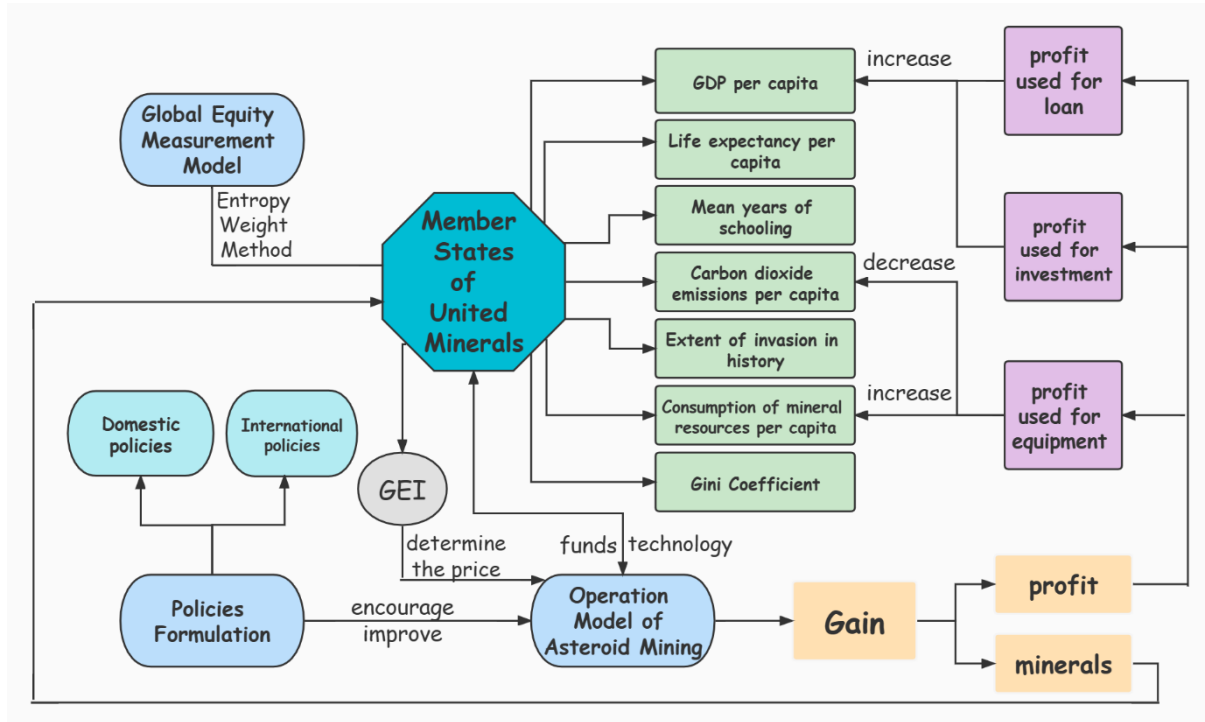 Global Equity
Measurement
Model
Entropy
Weight
Method
Member
States
of
United
Minerals
GDP per capita
Life expectancy per
capita
Mean years of
schooling
Carbon dioxide
emissions per capita
Extent of invasion in
history
Consumption of mineral
resources per capita
Gini Coefficient
increase
decrease
increase
profit
used for
loan
profit
used for
investment
profit
used for
equipment
Domestic
policies
International
policies
GEI
determine
the price
funds
technology
Policies
Formulation
encourage
improve
Operation
Model of
Asteroid Mining
Gain
profit
minerals